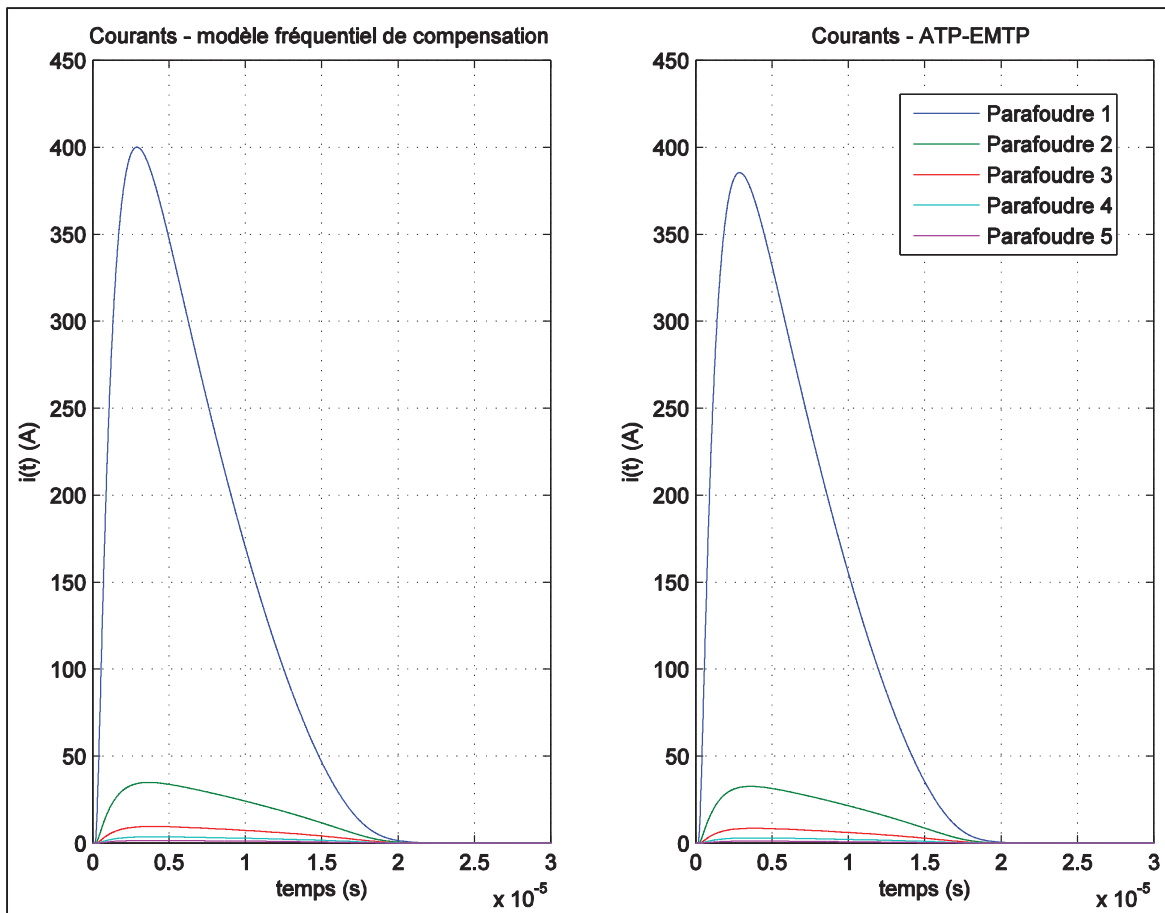 Courants - modèle fréquentiel de compensation
450
400
350
300
250
200
150
100
50
0
i(t) (A)
0
0.5
1
1.5
2
2.5
3
temps (s)
x 10-5
Courants - ATP-EMTP
450
400
350
300
250
200
150
100
50
0
i(t) (A)
0
0.5
1
1.5
2
2.5
3
temps (s)
x 10-5
Parafoudre 1
Parafoudre 2
Parafoudre 3
Parafoudre 4
Parafoudre 5